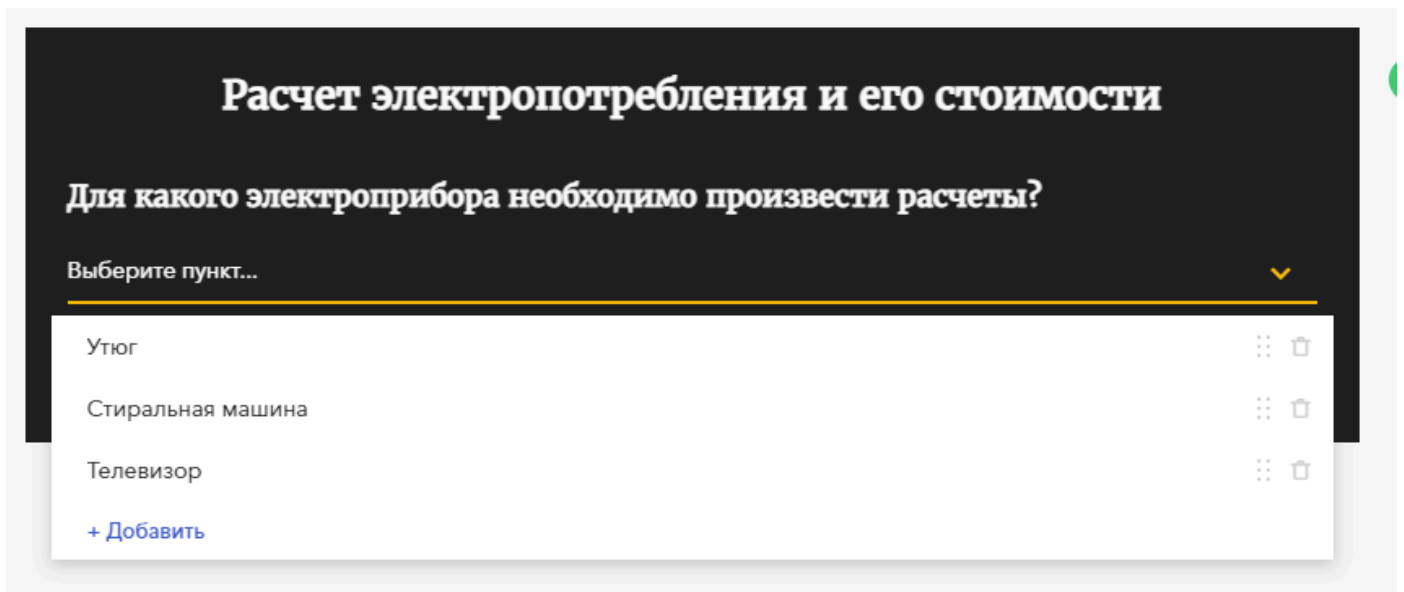 Расчет электропотребления и его стоимости
Для какого электроприбора необходимо произвести расчеты?
Выберите пункт...
Утюг
Стиральная машина
Телевизор
+ Добавить